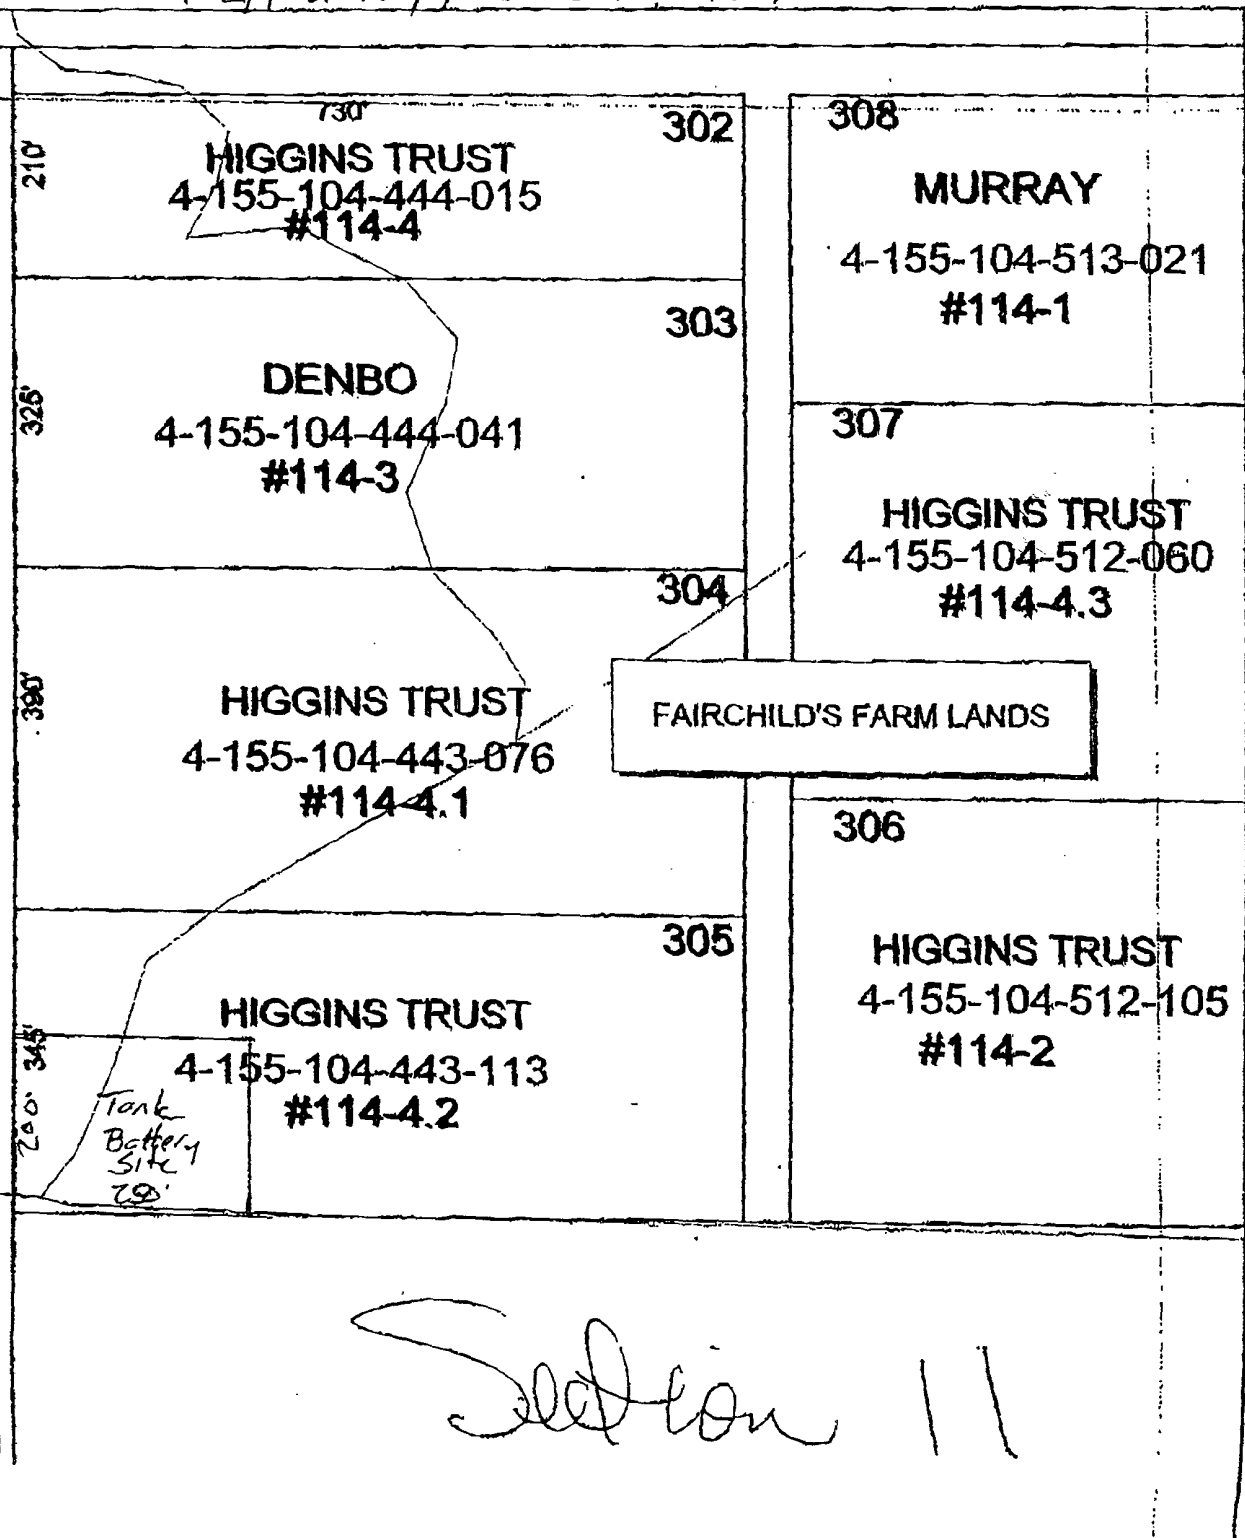 730'
302
210'
HIGGINS TRUST
4-155-104-444-015
#114-4
303
325'
DENBO
4-155-104-444-041
#114-3
304
390'
HIGGINS TRUST
4-155-104-443-076
#114-4.1
305
345'
HIGGINS TRUST
4-155-104-443-113
#114-4.2
200'
Tank
Battery
Site
200'
308
MURRAY
4-155-104-513-021
#114-1
307
HIGGINS TRUST
4-155-104-512-060
#114-4.3
FAIRCHILD'S FARM LANDS
306
HIGGINS TRUST
4-155-104-512-105
#114-2
Section 11